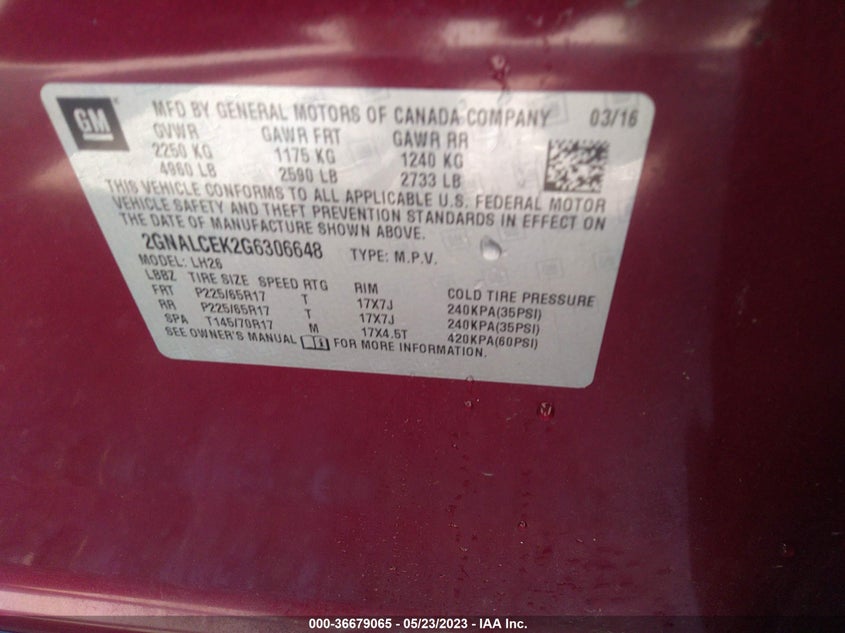 GM
MFD BY GENERAL MOTORS OF CANADA COMPANY 03/16
GVWR GAWR FRT GAWR RR
2250 KG 1175 KG 1240 KG
4960 LB 2590 LB 2733 LB
THIS VEHICLE CONFORMS TO ALL APPLICABLE U.S. FEDERAL MOTOR
VEHICLE SAFETY AND THEFT PREVENTION STANDARDS IN EFFECT ON
THE DATE OF MANUFACTURE SHOWN ABOVE.
2GNALCEK2G6306648 TYPE: M.P.V.
MODEL: LH26
LBBZ TIRE SIZE SPEED RTG RIM COLD TIRE PRESSURE
FRT P225/65R17 T 17X7J 240KPA(35PSI)
RR P225/65R17 T 17X7J 240KPA(35PSI)
SPA T145/70R17 M 17X4.5T 420KPA(60PSI)
SEE OWNER'S MANUAL FOR MORE INFORMATION.
000-36679065 - 05/23/2023 - IAA Inc.